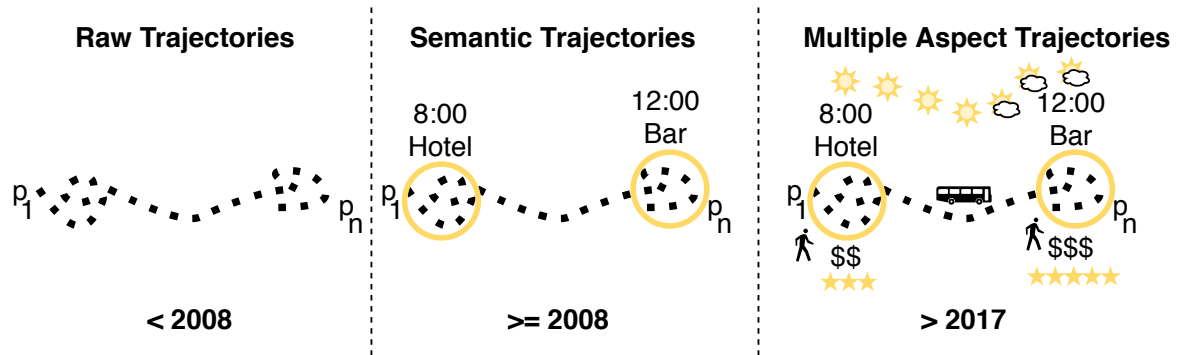 Raw Trajectories
p1
pn
< 2008
Semantic Trajectories
8:00
Hotel
12:00
Bar
p1
pn
>= 2008
Multiple Aspect Trajectories
8:00
Hotel
12:00
Bar
p1
pn
$$
$$$
> 2017